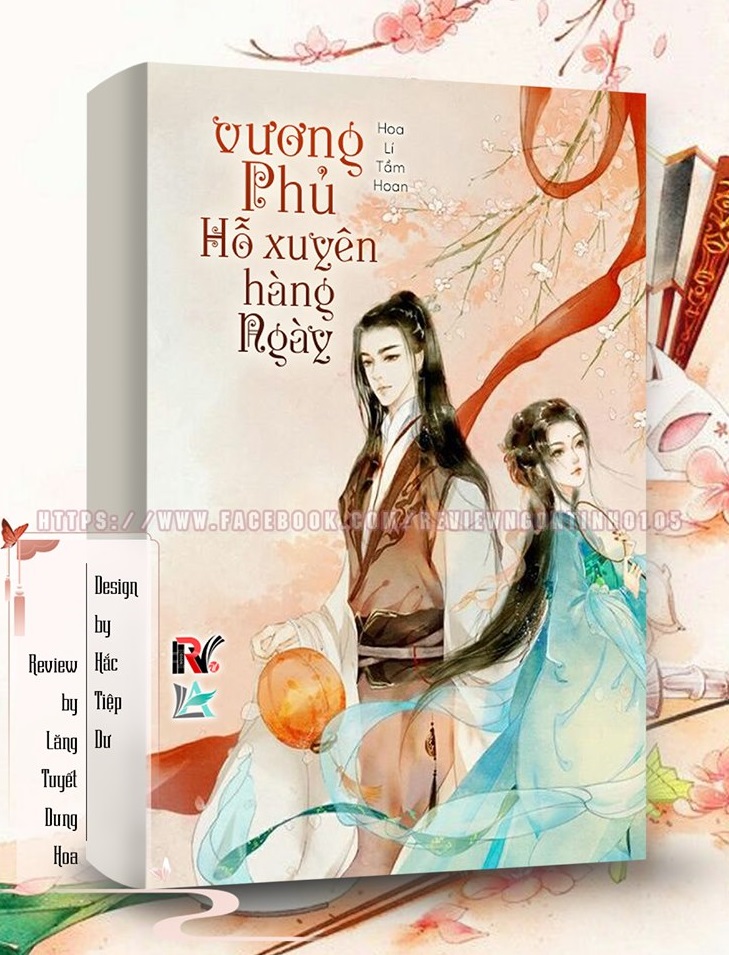 Vương
Phủ
Hỗ xuyên
hàng
Ngày
Hoa
Lí
Tầm
Hoan
HTTPS://WWW.FACEBOOK.COM/REVIEWNGONTINH0105
Design
by
Hắc
Tiệp
Dư
Review
by
Lăng
Tuyết
Dung
Hoa
RV